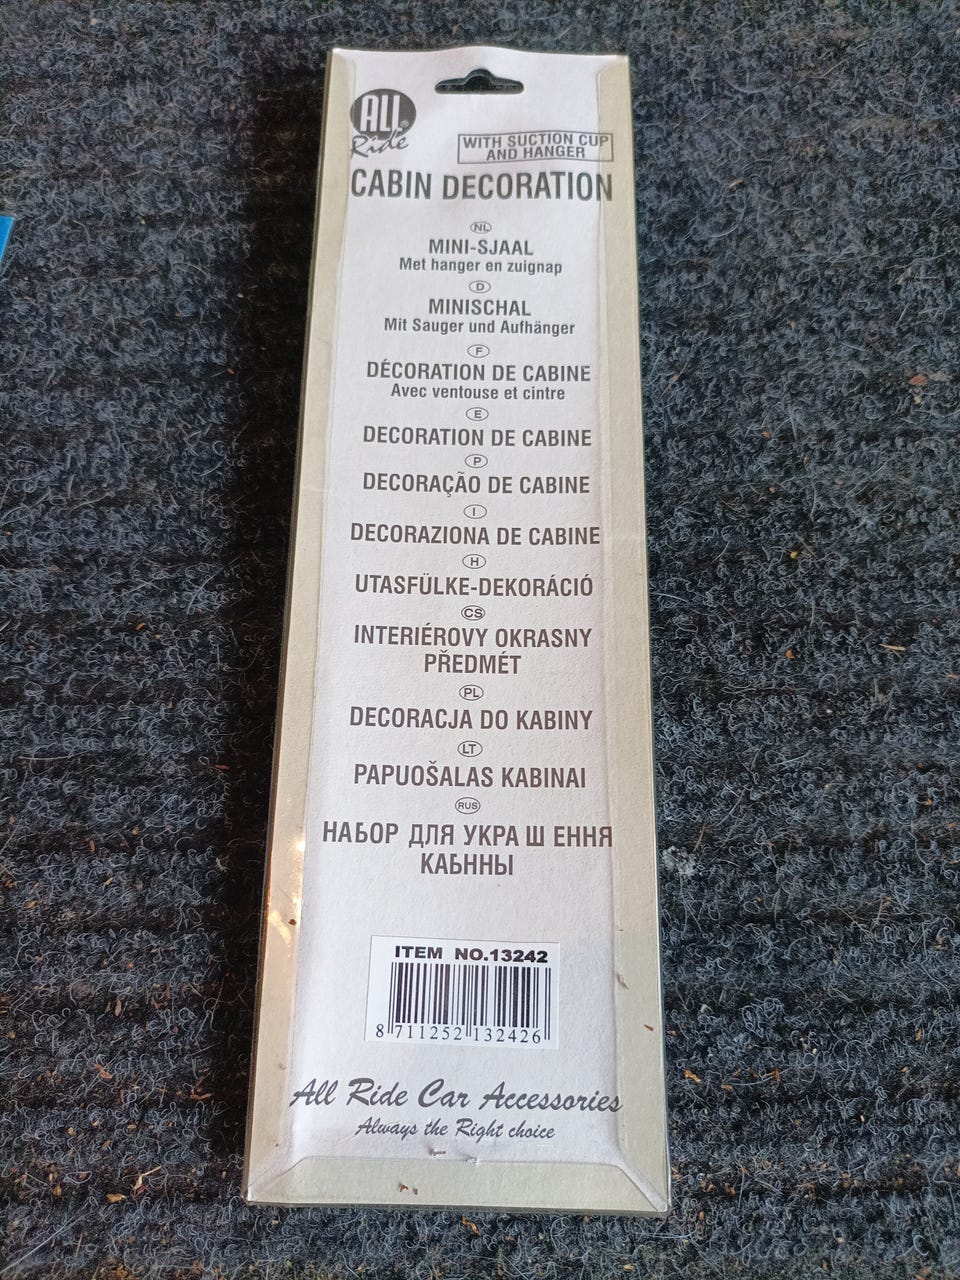 ALL®
Ride
WITH SUCTION CUP
AND HANGER
CABIN DECORATION
NL
MINI-SJAAL
Met hanger en zuignap
D
MINISCHAL
Mit Sauger und Aufhänger
F
DÉCORATION DE CABINE
Avec ventouse et cintre
E
DECORATION DE CABINE
P
DECORAÇÃO DE CABINE
I
DECORAZIONA DE CABINE
H
UTASFÜLKE-DEKORÁCIÓ
CS
INTERIÉROVY OKRASNY
PŘEDMÉT
PL
DECORACJA DO KABINY
LT
PAPUOŠALAS KABINAI
RUS
НАЬОР ДЛЯ УКРА Ш ЕННЯ
КАЬННЫ
ITEM NO.13242
8 711252 132426
All Ride Car Accessories
Always the Right choice